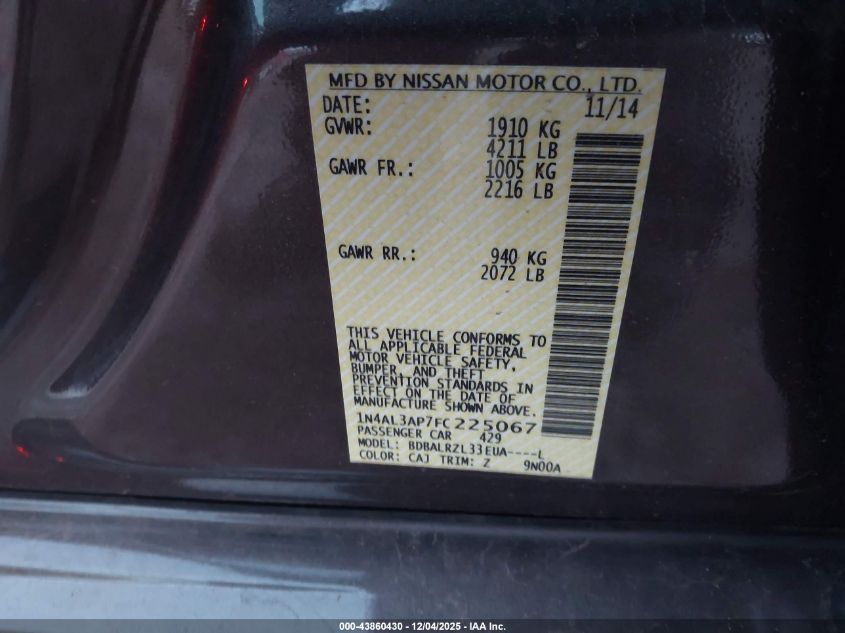 MFD BY NISSAN MOTOR CO., LTD.
DATE: 11/14
GVWR: 1910 KG
4211 LB
GAWR FR.: 1005 KG
2216 LB
GAWR RR.: 940 KG
2072 LB
THIS VEHICLE CONFORMS TO
ALL APPLICABLE FEDERAL
MOTOR VEHICLE SAFETY,
BUMPER, AND THEFT
PREVENTION STANDARDS IN
EFFECT ON THE DATE OF
MANUFACTURE SHOWN ABOVE.
1N4AL3AP7FC225067
PASSENGER CAR 429
MODEL: BDBALRZL33EUA----L
COLOR: CAJ TRIM: Z 9N00A
000-43860430 - 12/04/2025 - IAA Inc.